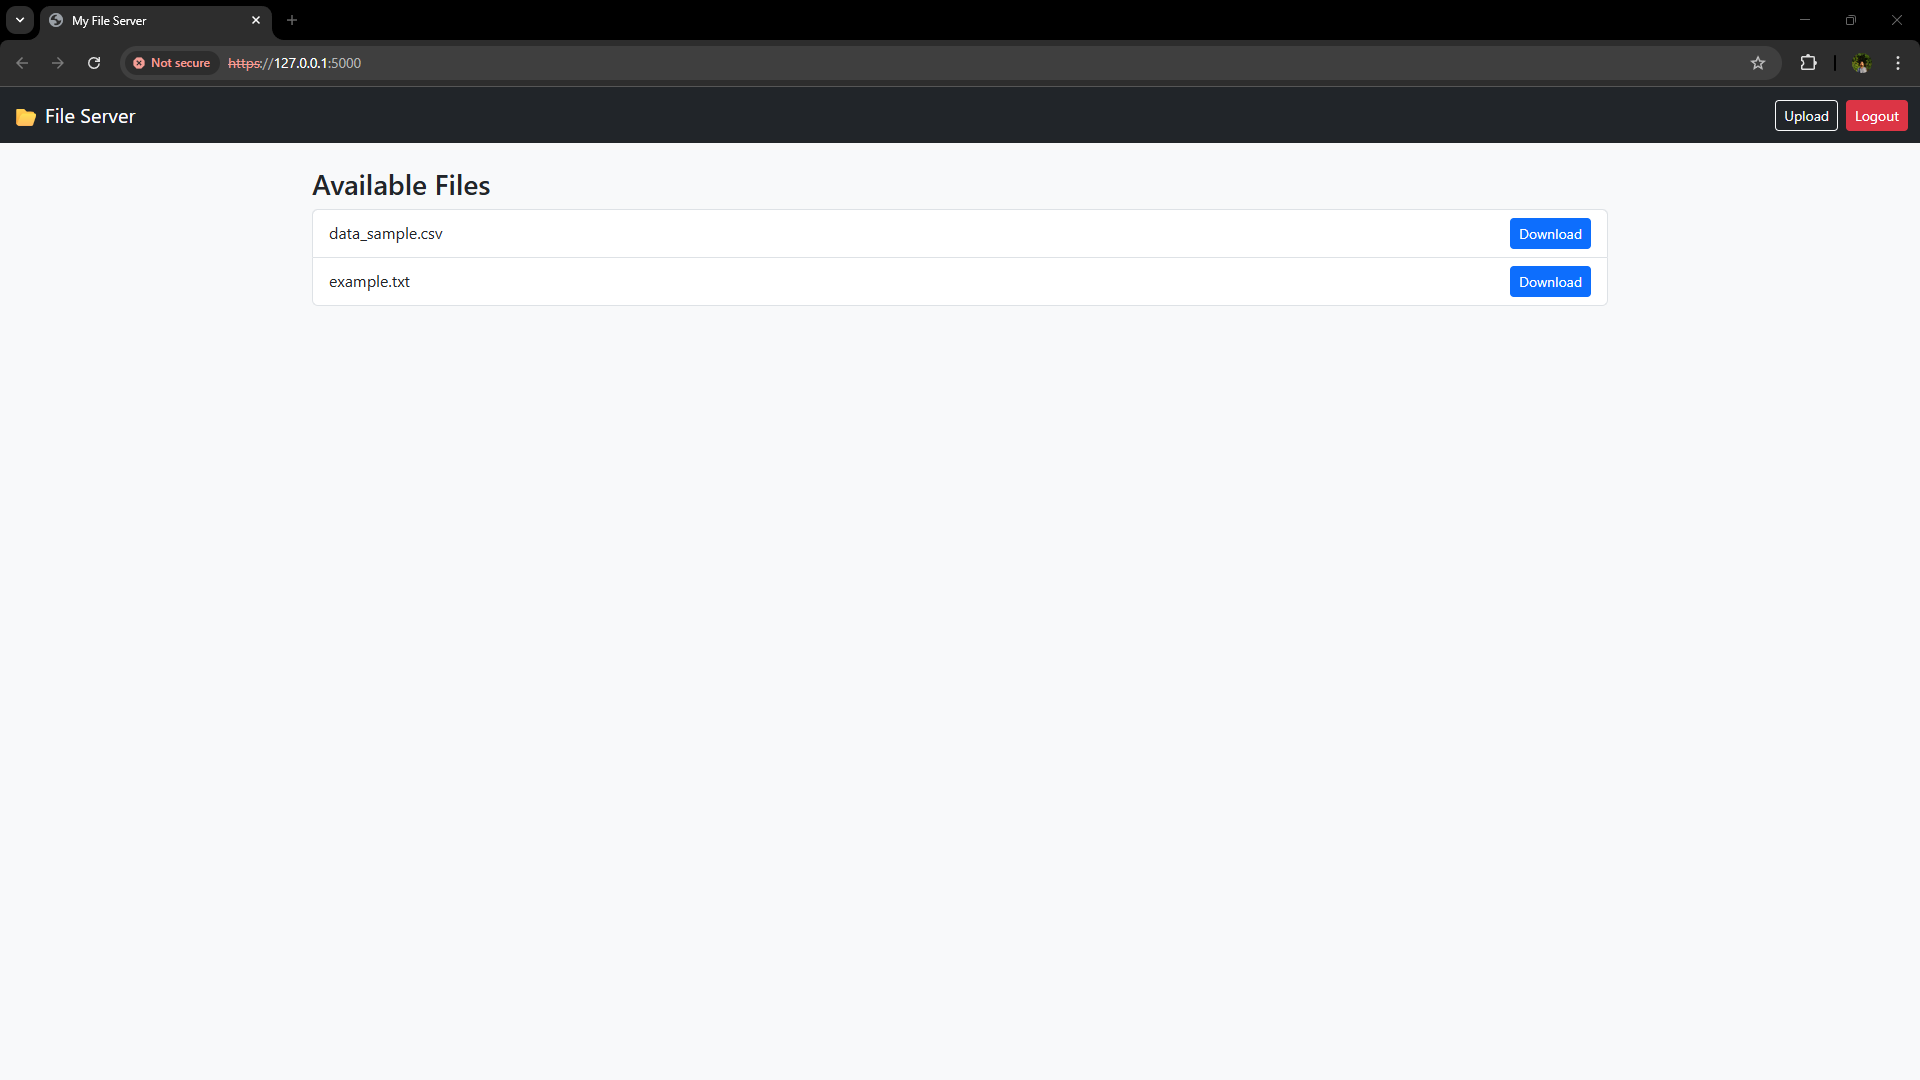 My File Server
Not secure https://127.0.0.1:5000
File Server Upload Logout
Available Files
data_sample.csv Download
example.txt Download